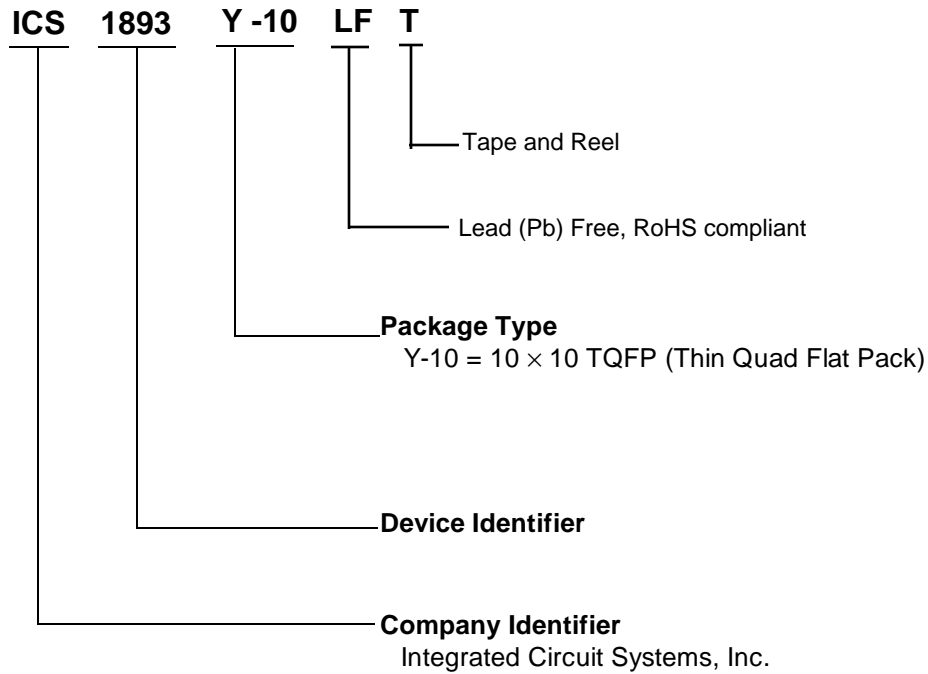 ICS 1893 Y -10 LF T
Tape and Reel
Lead (Pb) Free, RoHS compliant
Package Type
Y-10 = 10 × 10 TQFP (Thin Quad Flat Pack)
Device Identifier
Company Identifier
Integrated Circuit Systems, Inc.